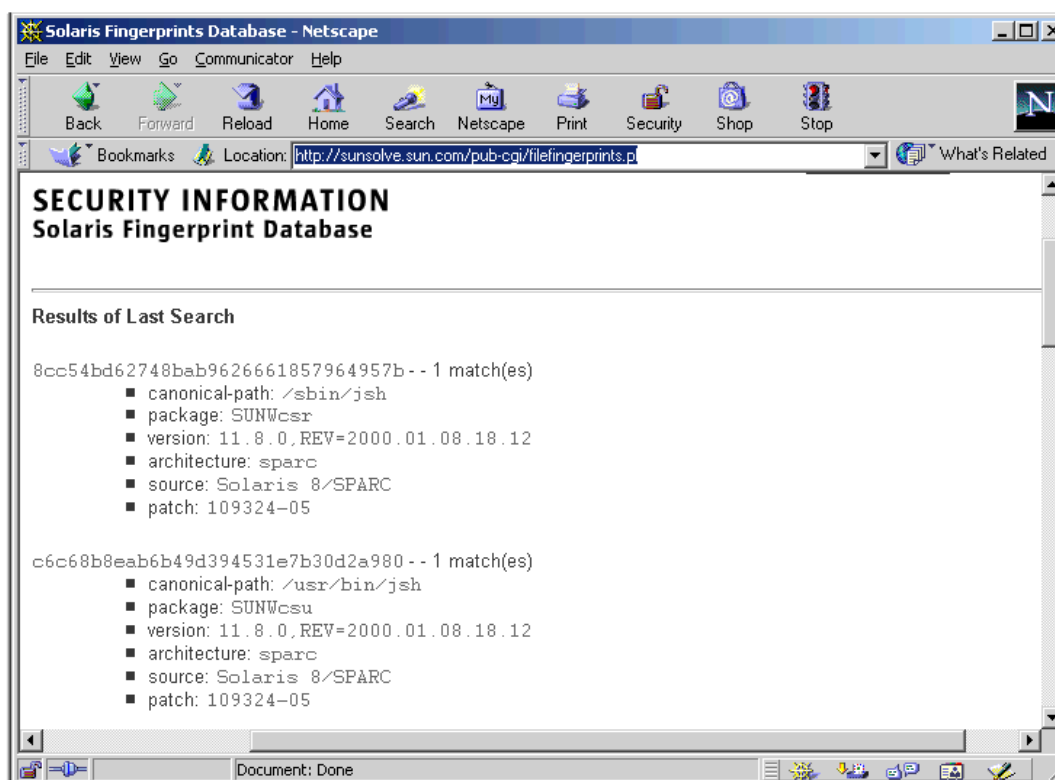 Solaris Fingerprints Database - Netscape
File Edit View Go Communicator Help
Back Forward Reload Home Search Netscape Print Security Shop Stop
Bookmarks Location: http://sunsolve.sun.com/pub-cgi/filefingerprints.pl What's Related
SECURITY INFORMATION
Solaris Fingerprint Database
Results of Last Search
8cc54bd62748bab9626661857964957b - - 1 match(es)
canonical-path: /sbin/jsh
package: SUNWcsr
version: 11.8.0,REV=2000.01.08.18.12
architecture: sparc
source: Solaris 8/SPARC
patch: 109324-05
c6c68b8eab6b49d394531e7b30d2a980 - - 1 match(es)
canonical-path: /usr/bin/jsh
package: SUNWcsu
version: 11.8.0,REV=2000.01.08.18.12
architecture: sparc
source: Solaris 8/SPARC
patch: 109324-05
Document: Done